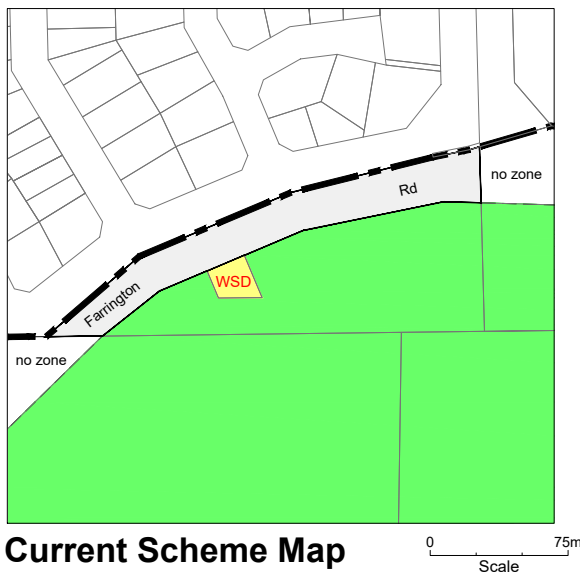 Rd
no zone
WSD
Farrington
no zone
Current Scheme Map
0 75m
Scale